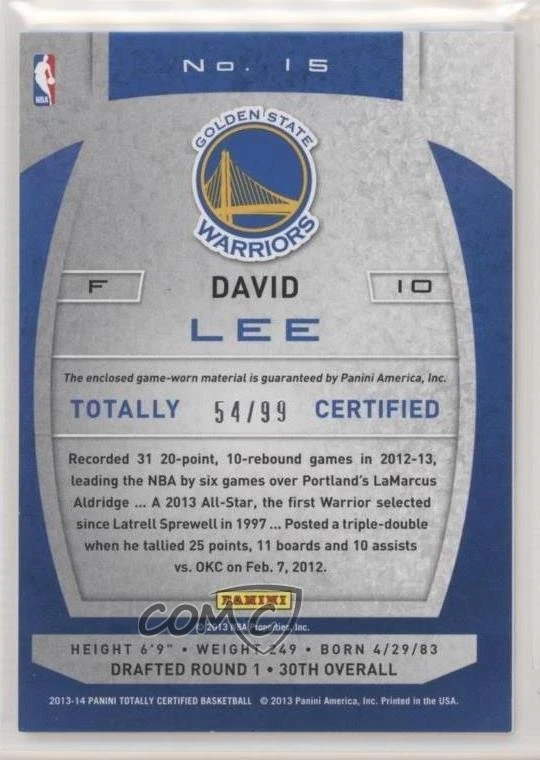 No. 15
NBA
GOLDEN STATE
WARRIORS
F
DAVID
10
LEE
The enclosed game-worn material is guaranteed by Panini America, Inc.
TOTALLY 54/99 CERTIFIED
Recorded 31 20-point, 10-rebound games in 2012-13,
leading the NBA by six games over Portland's LaMarcus
Aldridge ... A 2013 All-Star, the first Warrior selected
since Latrell Sprewell in 1997 ... Posted a triple-double
when he tallied 25 points, 11 boards and 10 assists
vs. OKC on Feb. 7, 2012.
PANINI
COMC
© 2013 NBA Properties, Inc.
HEIGHT 6'9" • WEIGHT 249 • BORN 4/29/83
DRAFTED ROUND 1 • 30TH OVERALL
2013-14 PANINI TOTALLY CERTIFIED BASKETBALL © 2013 Panini America, Inc. Printed in the USA.